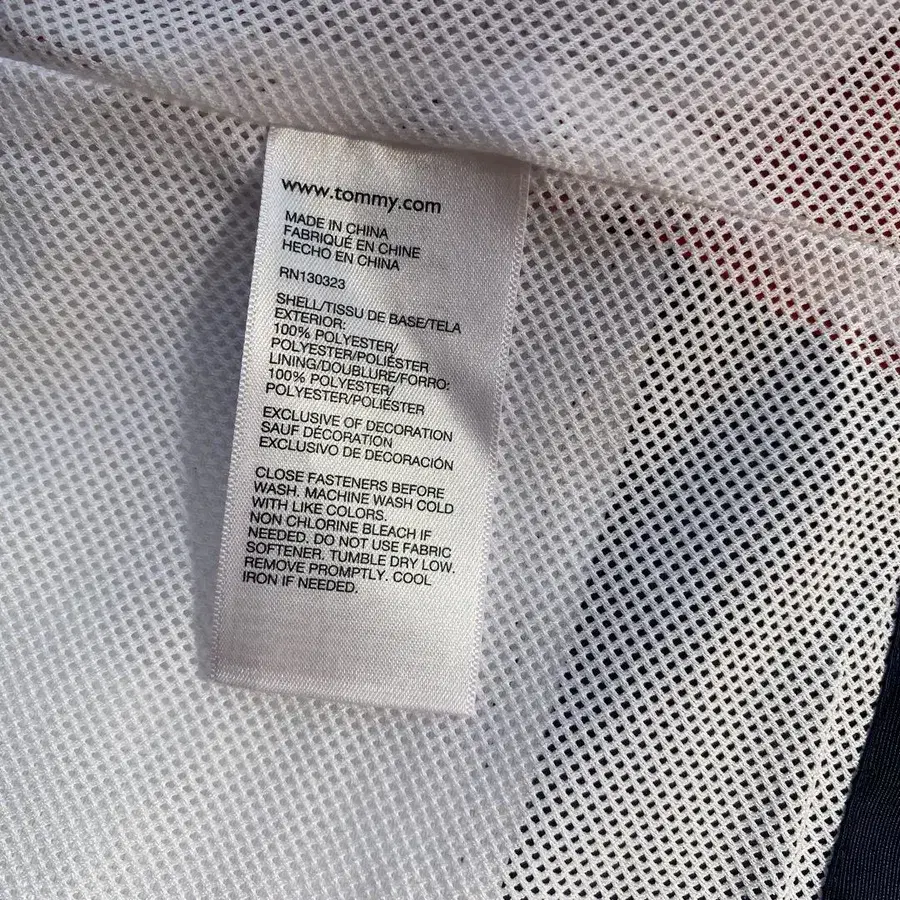 www.tommy.com
MADE IN CHINA
FABRIQUÉ EN CHINE
HECHO EN CHINA
RN130323
SHELL/TISSU DE BASE/TELA
EXTERIOR:
100% POLYESTER/
POLYESTER/POLIÉSTER
LINING/DOUBLURE/FORRO:
100% POLYESTER/
POLYESTER/POLIÉSTER
EXCLUSIVE OF DECORATION
SAUF DÉCORATION
EXCLUSIVO DE DECORACIÓN
CLOSE FASTENERS BEFORE
WASH. MACHINE WASH COLD
WITH LIKE COLORS.
NON CHLORINE BLEACH IF
NEEDED. DO NOT USE FABRIC
SOFTENER. TUMBLE DRY LOW.
REMOVE PROMPTLY. COOL
IRON IF NEEDED.